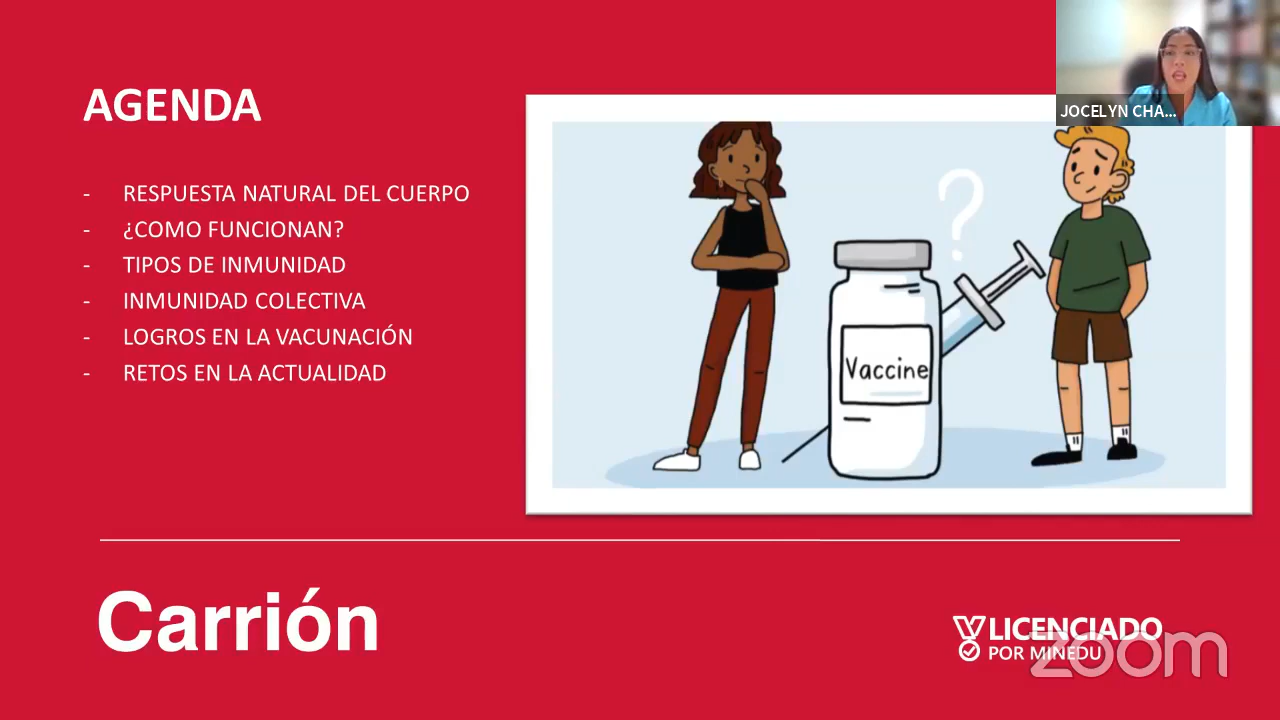 AGENDA
- RESPUESTA NATURAL DEL CUERPO
- ¿COMO FUNCIONAN?
- TIPOS DE INMUNIDAD
- INMUNIDAD COLECTIVA
- LOGROS EN LA VACUNACIÓN
- RETOS EN LA ACTUALIDAD
JOCELYN CHA...
Vaccine
Carrión
LICENCIADO
POR MINEDU
zoom